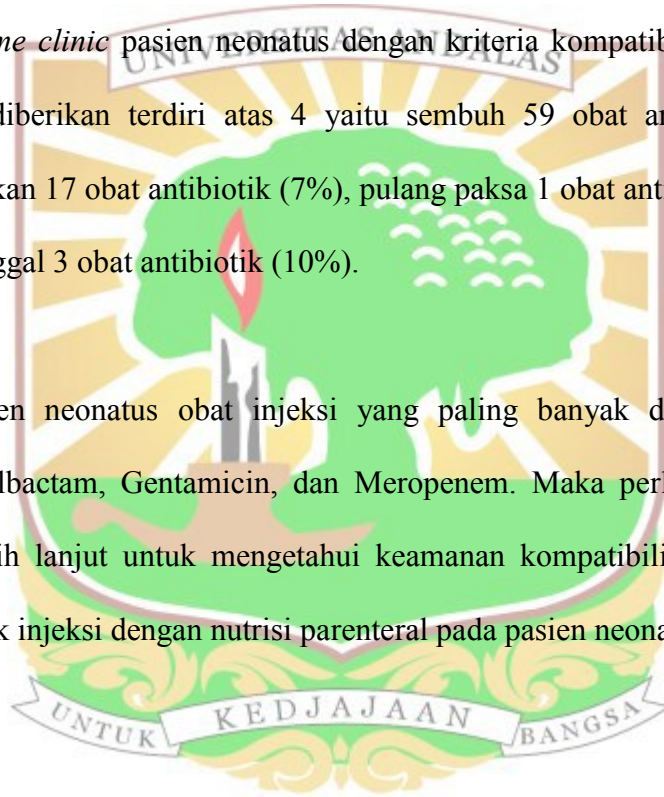 me clinic pasien neonatus dengan kriteria kompatib
UNIVERSITAS ANDALAS
diberikan terdiri atas 4 yaitu sembuh 59 obat an
kan 17 obat antibiotik (7%), pulang paksa 1 obat anti
ggal 3 obat antibiotik (10%).
en neonatus obat injeksi yang paling banyak d
lbactam, Gentamicin, dan Meropenem. Maka perl
ih lanjut untuk mengetahui keamanan kompatibili
k injeksi dengan nutrisi parenteral pada pasien neona
UNTUK KEDJAJAAN BANGSA